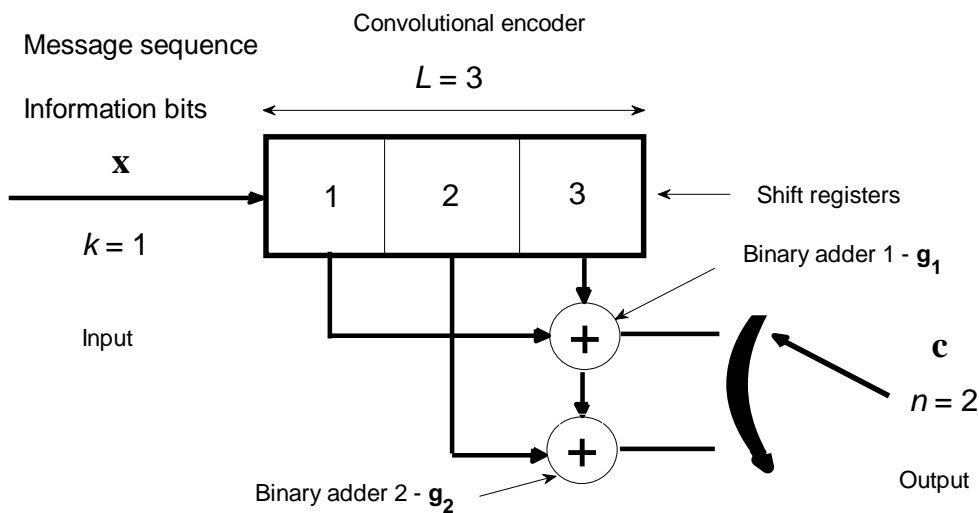 Convolutional encoder
Message sequence
L = 3
Information bits
x
1 2 3
Shift registers
k = 1
Binary adder 1 - g1
Input
+
c
n = 2
+
Binary adder 2 - g2
Output